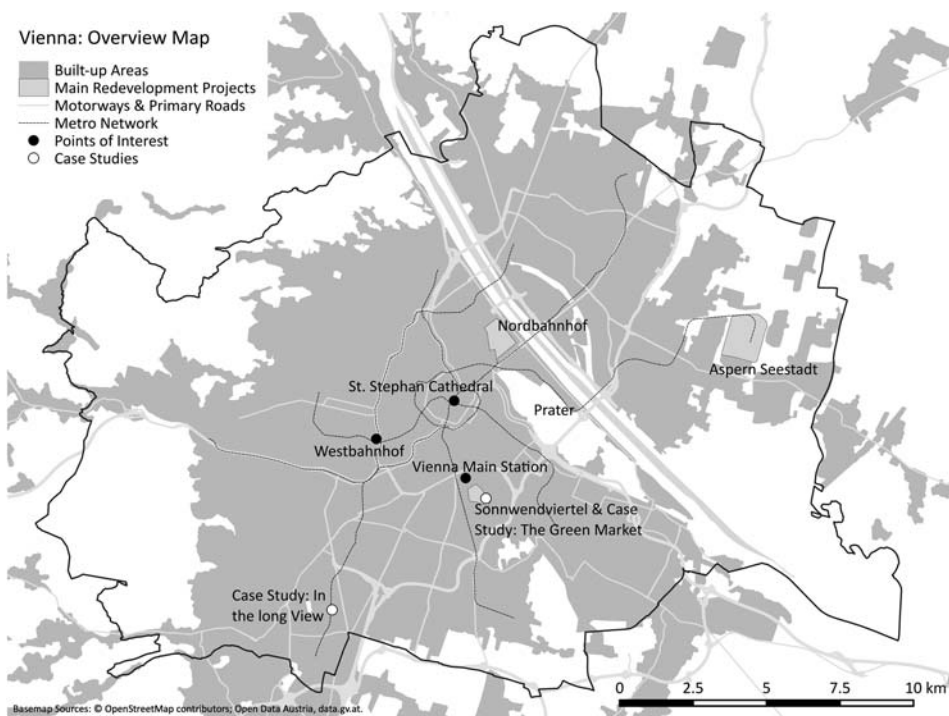 Vienna: Overview Map
Built-up Areas
Main Redevelopment Projects
Motorways & Primary Roads
Metro Network
Points of Interest
Case Studies
Nordbahnhof
Aspern Seestadt
St. Stephan Cathedral
Prater
Westbahnhof
Vienna Main Station
Sonnwendviertel & Case
Study: The Green Market
Case Study: In
the long View
0 2.5 5 7.5 10 km
Basemap Sources: © OpenStreetMap contributors; Open Data Austria, data.gv.at.